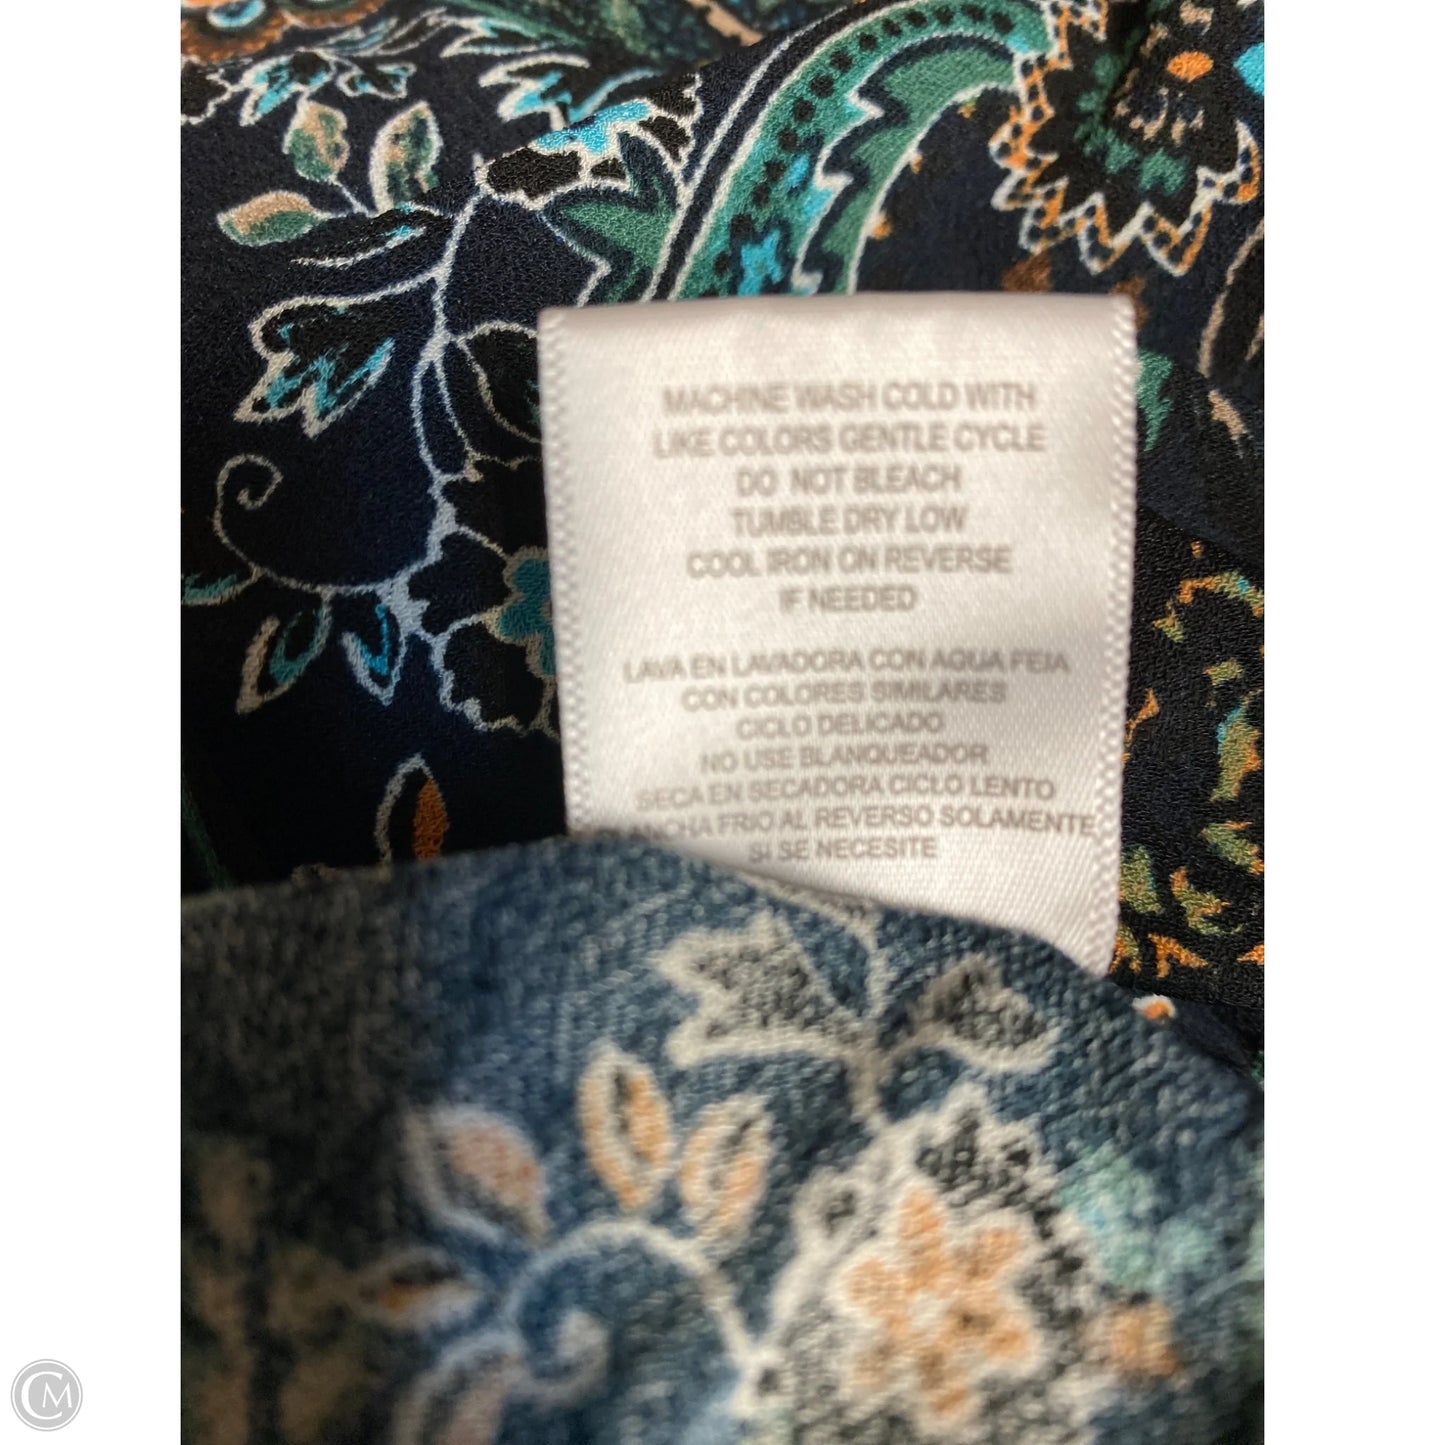 MACHINE WASH COLD WITH
LIKE COLORS GENTLE CYCLE
DO NOT BLEACH
TUMBLE DRY LOW
COOL IRON ON REVERSE
IF NEEDED
LAVA EN LAVADORA CON AGUA FEIA
CON COLORES SIMILARES
CICLO DELICADO
NO USE BLANQUEADOR
SECA EN SECADORA CICLO LENTO
FRIO AL REVERSO SOLAMENTE
SI SE NECESITE
CM